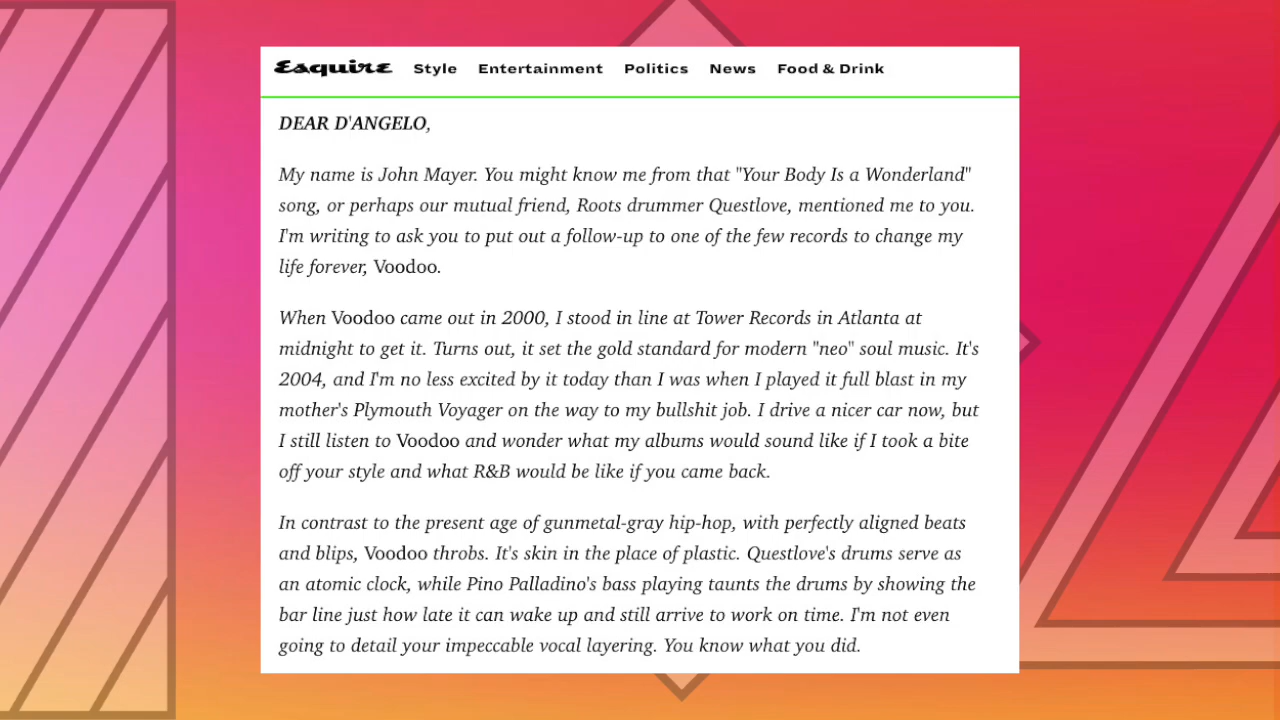 Esquire Style Entertainment Politics News Food & Drink
DEAR D'ANGELO,
My name is John Mayer. You might know me from that "Your Body Is a Wonderland"
song, or perhaps our mutual friend, Roots drummer Questlove, mentioned me to you.
I'm writing to ask you to put out a follow-up to one of the few records to change my
life forever, Voodoo.
When Voodoo came out in 2000, I stood in line at Tower Records in Atlanta at
midnight to get it. Turns out, it set the gold standard for modern "neo" soul music. It's
2004, and I'm no less excited by it today than I was when I played it full blast in my
mother's Plymouth Voyager on the way to my bullshit job. I drive a nicer car now, but
I still listen to Voodoo and wonder what my albums would sound like if I took a bite
off your style and what R&B would be like if you came back.
In contrast to the present age of gunmetal-gray hip-hop, with perfectly aligned beats
and blips, Voodoo throbs. It's skin in the place of plastic. Questlove's drums serve as
an atomic clock, while Pino Palladino's bass playing taunts the drums by showing the
bar line just how late it can wake up and still arrive to work on time. I'm not even
going to detail your impeccable vocal layering. You know what you did.